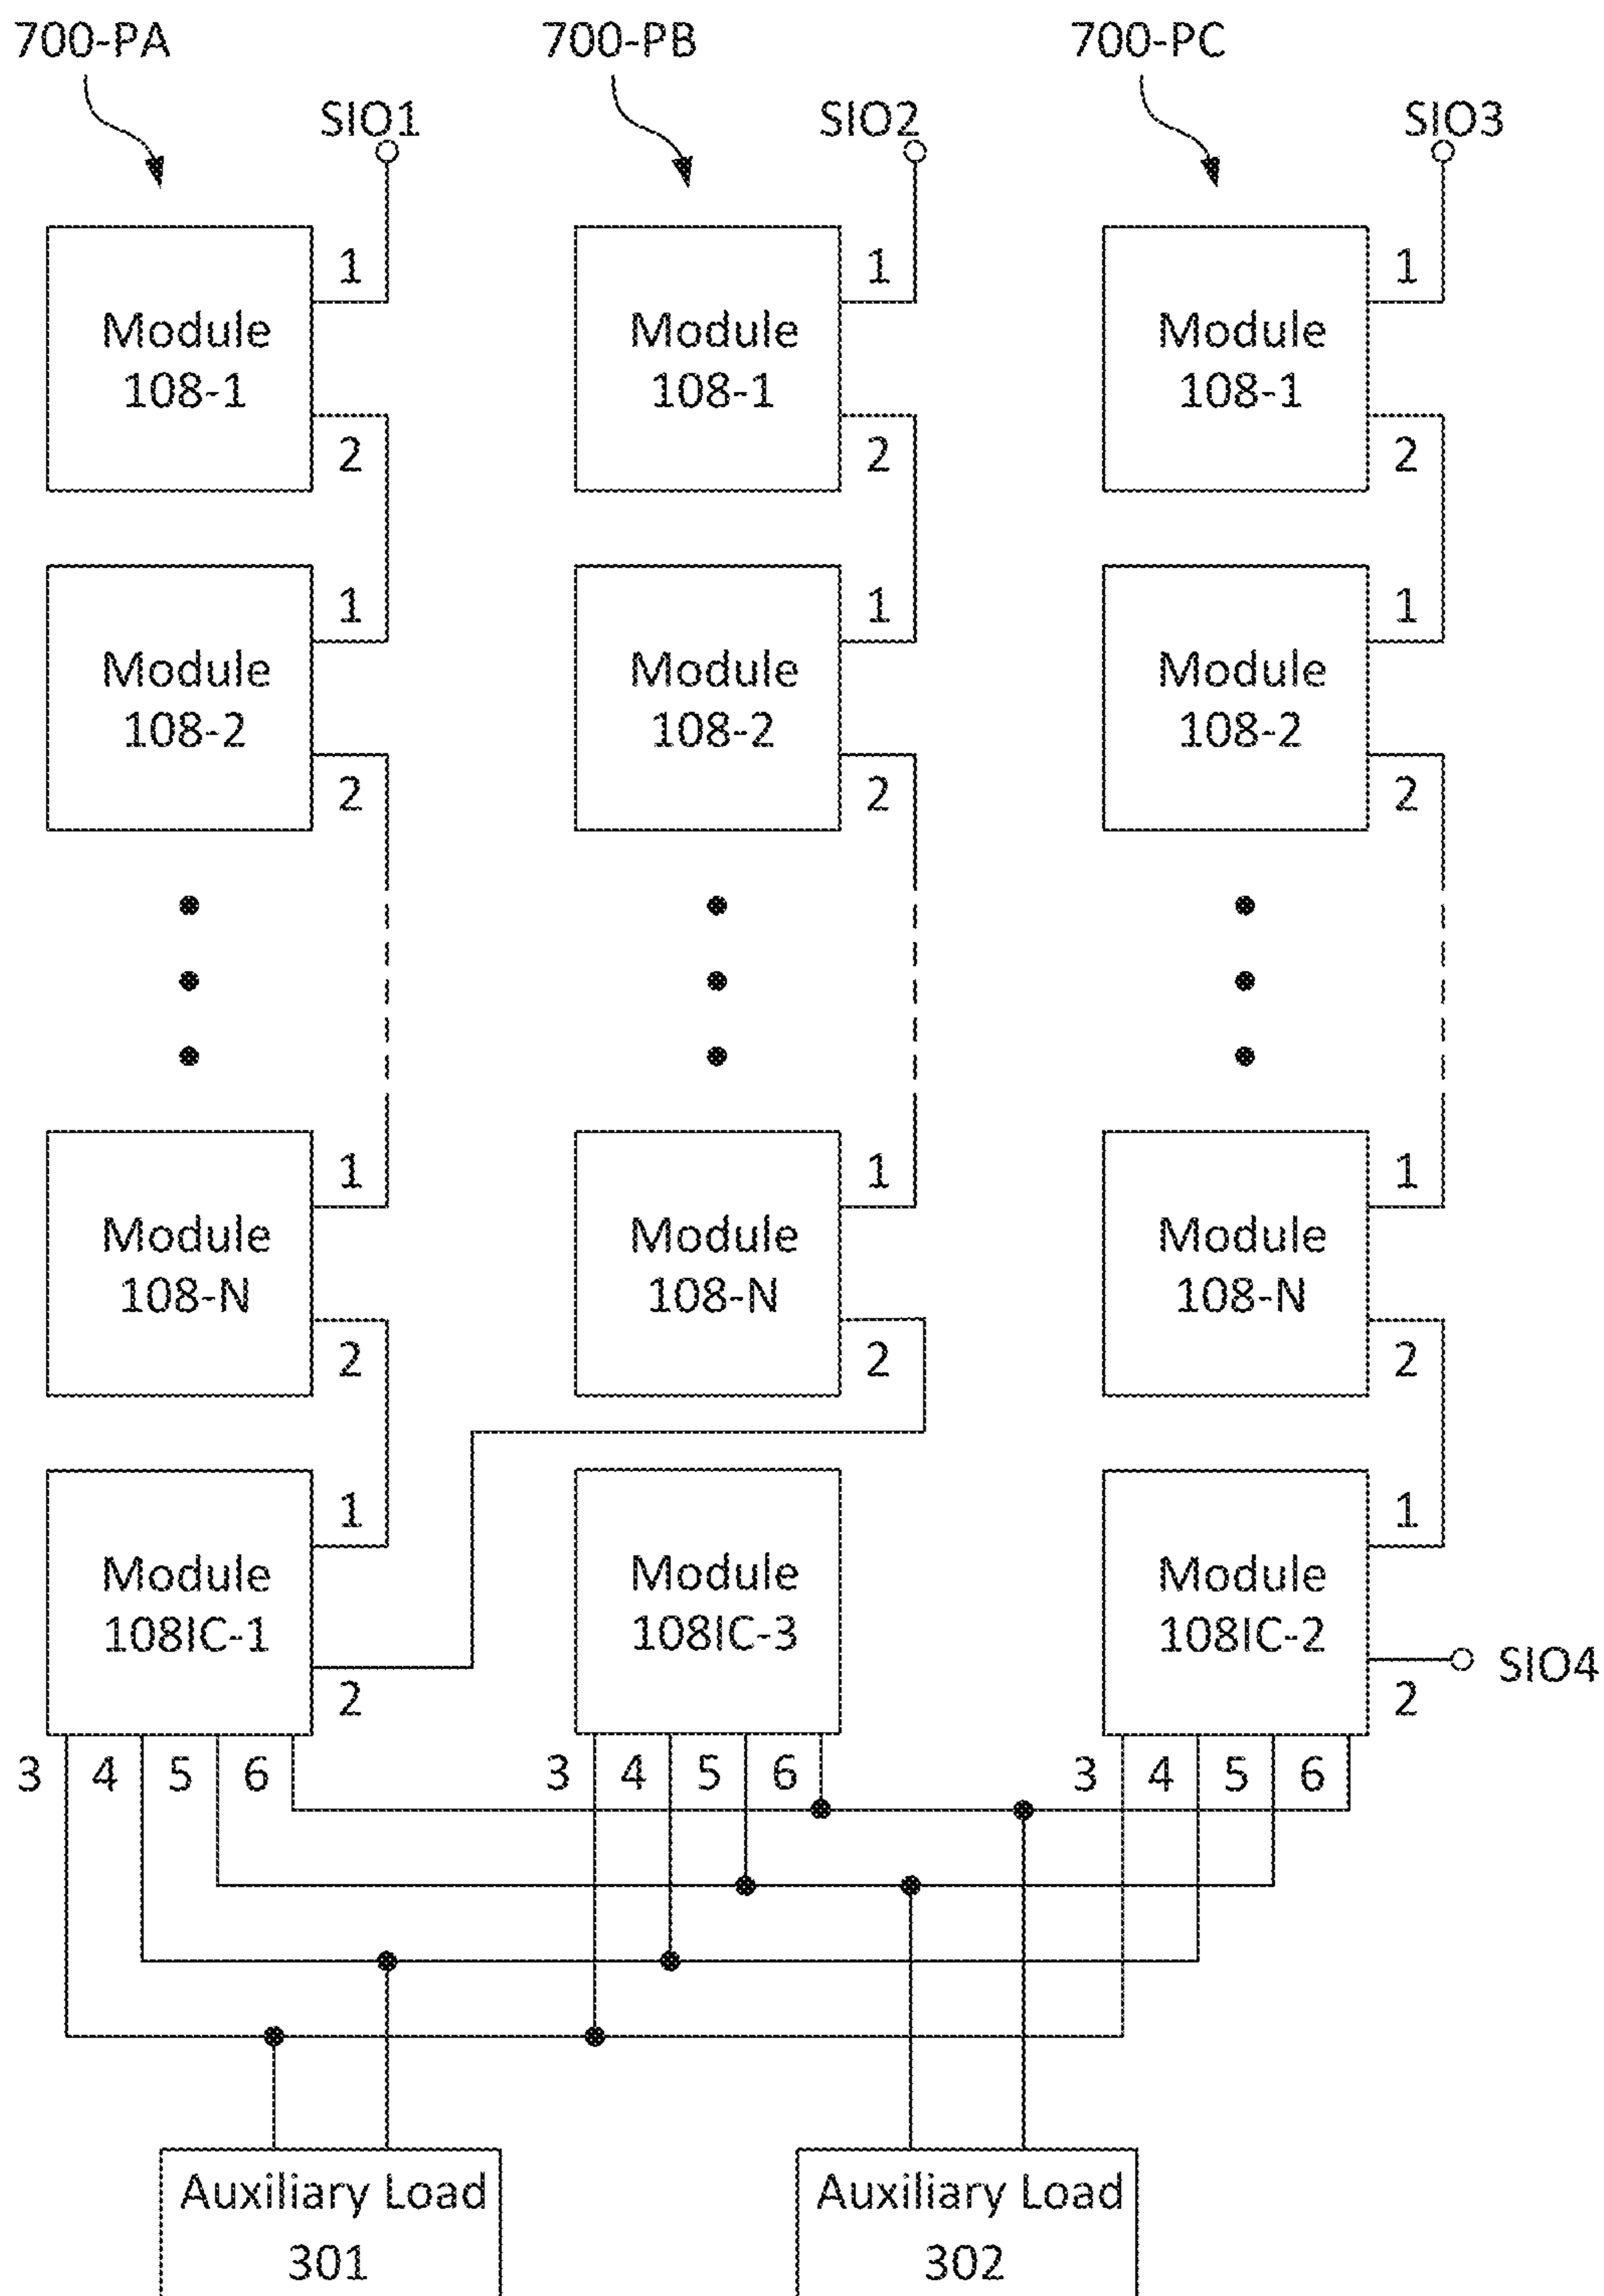 700-PA 700-PB 700-PC
SIO1 SIO2 SIO3
1 1 1
Module Module Module
108-1 108-1 108-1
2 2 2
1 1 1
Module Module Module
108-2 108-2 108-2
2 2 2
1 1 1
Module Module Module
108-N 108-N 108-N
2 2 2
1 1
Module Module Module
108IC-1 108IC-3 108IC-2
SIO4
2 2
3 4 5 6 3 4 5 6 3 4 5 6
Auxiliary Load Auxiliary Load
301 302